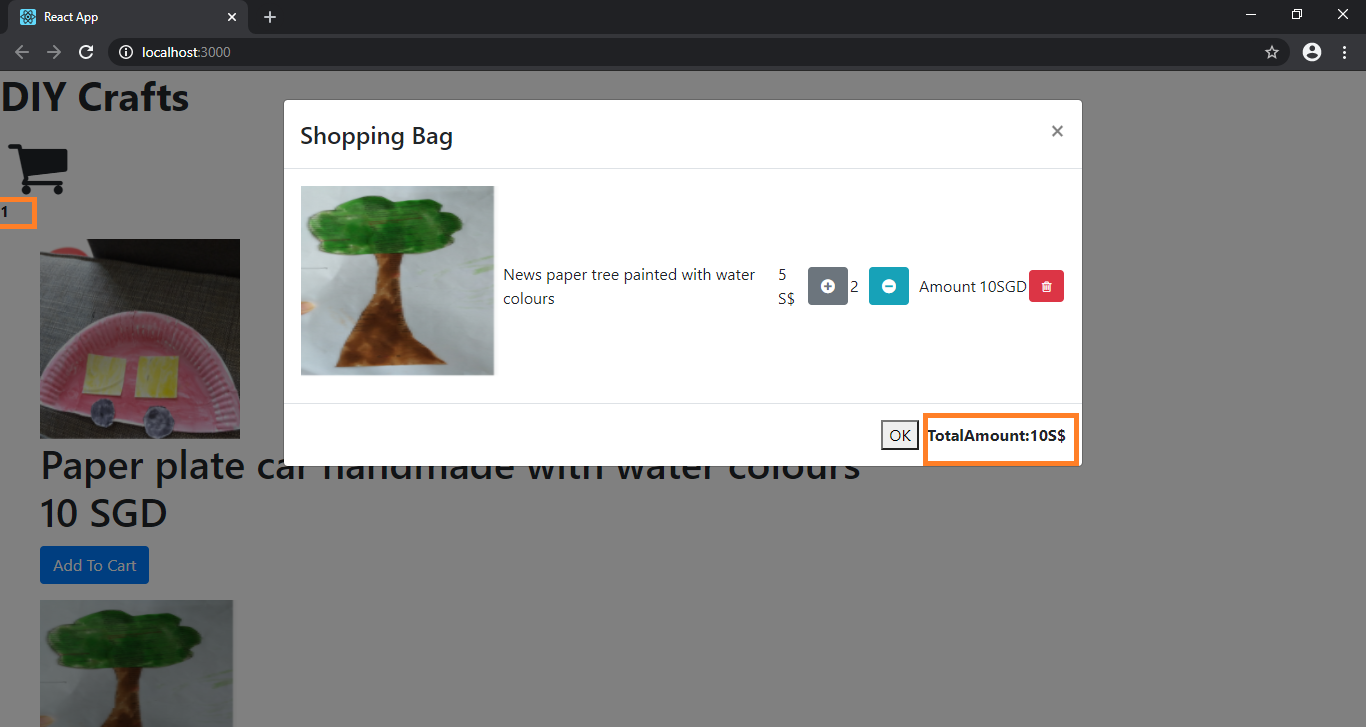 React App
localhost:3000
DIY Crafts
1
Shopping Bag
×
News paper tree painted with water
colours
5
S$
2
Amount 10SGD
OK
TotalAmount:10S$
Paper plate car handmade with water colours
10 SGD
Add To Cart